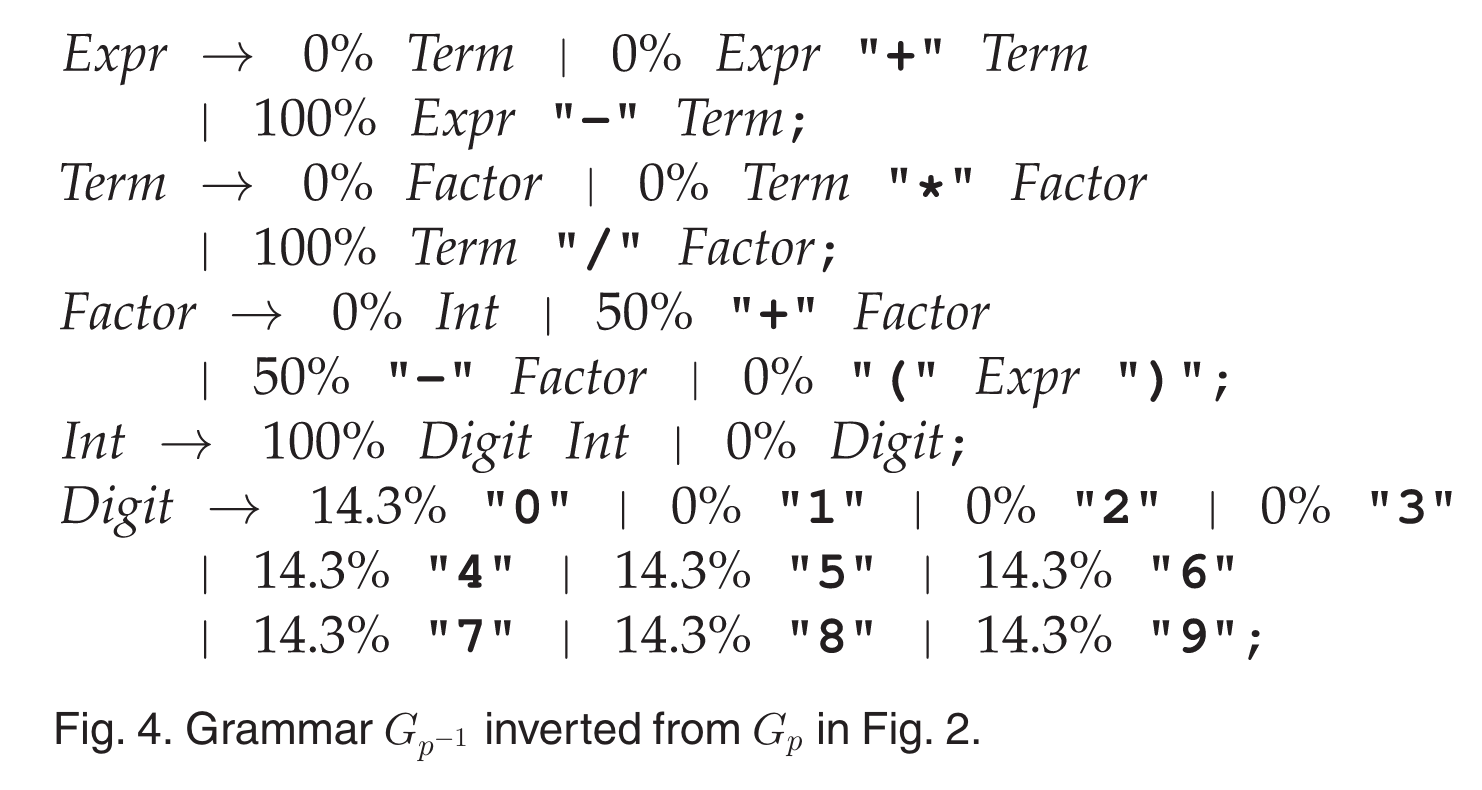 Expr → 0% Term | 0% Expr "+" Term
| 100% Expr "−" Term;
Term → 0% Factor | 0% Term "*" Factor
| 100% Term "/" Factor;
Factor → 0% Int | 50% "+" Factor
| 50% "−" Factor | 0% "(" Expr ")";
Int → 100% Digit Int | 0% Digit;
Digit → 14.3% "0" | 0% "1" | 0% "2" | 0% "3"
| 14.3% "4" | 14.3% "5" | 14.3% "6"
| 14.3% "7" | 14.3% "8" | 14.3% "9";
Fig. 4. Grammar G_{p^{-1}} inverted from G_p in Fig. 2.